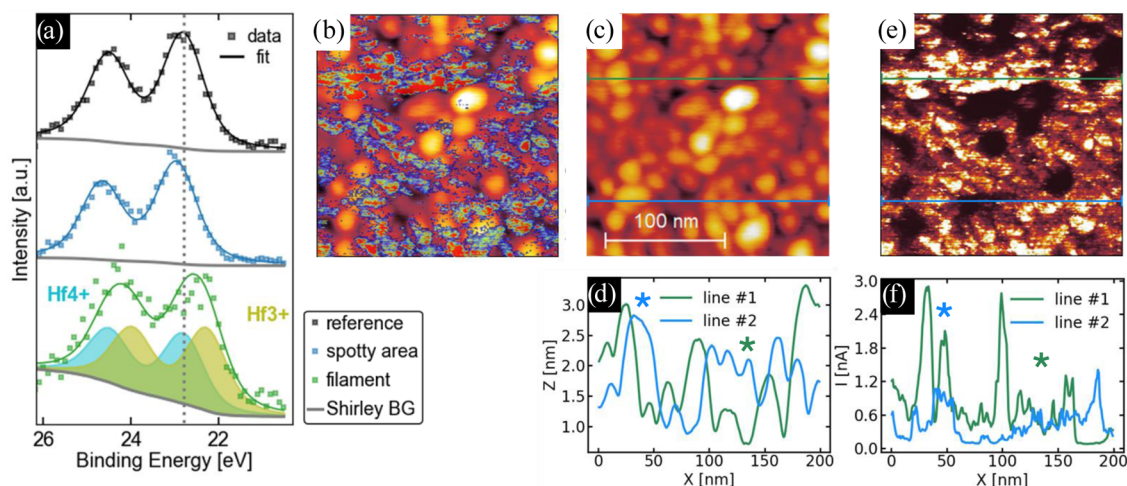 (a)
data
fit
Hf4+
Hf3+
Intensity [a.u.]
26
24
22
Binding Energy [eV]
reference
spotty area
filament
Shirley BG
(b)
(c)
100 nm
(e)
(d)
line #1
line #2
*
*
Z [nm]
3.0
2.5
2.0
1.5
1.0
0
50
100
150
200
X [nm]
(f)
line #1
line #2
*
*
I [nA]
3.0
2.4
1.8
1.2
0.6
0.0
0
50
100
150
200
X [nm]